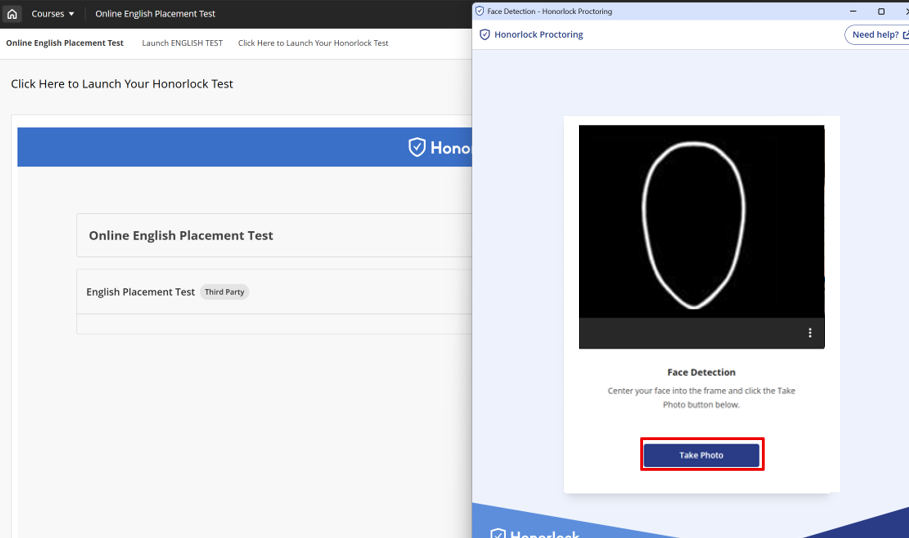 Courses
Online English Placement Test
Online English Placement Test
Launch ENGLISH TEST
Click Here to Launch Your Honorlock Test
Click Here to Launch Your Honorlock Test
Online English Placement Test
English Placement Test
Third Party
Face Detection - Honorlock Proctoring
Honorlock Proctoring
Need help?
Face Detection
Center your face into the frame and click the Take
Photo button below.
Take Photo
Honorlock